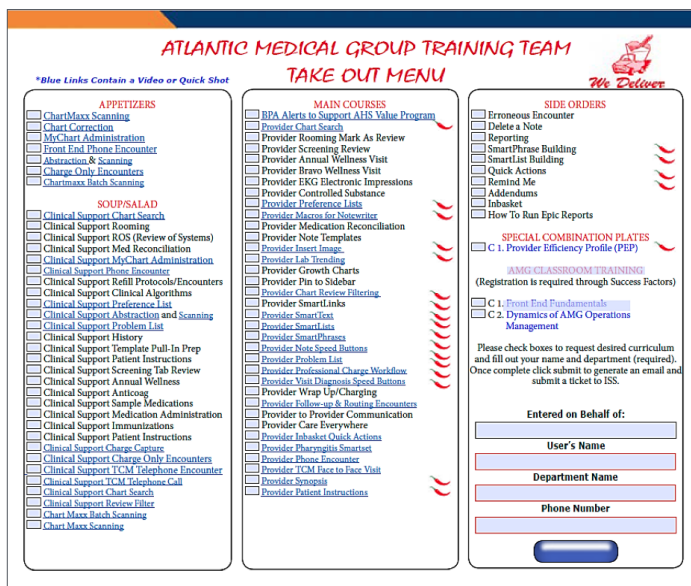 ATLANTIC MEDICAL GROUP TRAINING TEAM
TAKE OUT MENU
*Blue Links Contain a Video or Quick Shot
We Deliver
APPETIZERS
ChartMaxx Scanning
Chart Correction
MyChart Administration
Front End Phone Encounter
Abstraction & Scanning
Charge Only Encounters
Chartmaxx Batch Scanning
SOUP/SALAD
Clinical Support Chart Search
Clinical Support Rooming
Clinical Support ROS (Review of Systems)
Clinical Support Med Reconciliation
Clinical Support MyChart Administration
Clinical Support Phone Encounter
Clinical Support Refill Protocols/Encounters
Clinical Support Clinical Algorithms
Clinical Support Preference List
Clinical Support Abstraction and Scanning
Clinical Support Problem List
Clinical Support History
Clinical Support Template Pull-In Prep
Clinical Support Patient Instructions
Clinical Support Screening Tab Review
Clinical Support Annual Wellness
Clinical Support Anticoag
Clinical Support Sample Medications
Clinical Support Medication Administration
Clinical Support Immunizations
Clinical Support Patient Instructions
Clinical Support Charge Capture
Clinical Support Charge Only Encounters
Clinical Support TCM Telephone Encounter
Clinical Support TCM Telephone Call
Clinical Support Chart Search
Clinical Support Review Filter
Chart Maxx Batch Scanning
Chart Maxx Scanning
MAIN COURSES
BPA Alerts to Support AHS Value Program
Provider Chart Search
Provider Rooming Mark As Review
Provider Screening Review
Provider Annual Wellness Visit
Provider Bravo Wellness Visit
Provider EKG Electronic Impressions
Provider Controlled Substance
Provider Preference Lists
Provider Macros for Notewriter
Provider Medication Reconciliation
Provider Note Templates
Provider Insert Image
Provider Lab Trending
Provider Growth Charts
Provider Pin to Sidebar
Provider Chart Review Filtering
Provider SmartLinks
Provider SmartText
Provider SmartLists
Provider SmartPhrases
Provider Note Speed Buttons
Provider Problem List
Provider Professional Charge Workflow
Provider Visit Diagnosis Speed Buttons
Provider Wrap Up/Charging
Provider Follow-up & Routing Encounters
Provider to Provider Communication
Provider Care Everywhere
Provider Inbasket Quick Actions
Provider Pharyngitis Smartset
Provider Phone Encounter
Provider TCM Face to Face Visit
Provider Synopsis
Provider Patient Instructions
SIDE ORDERS
Erroneous Encounter
Delete a Note
Reporting
SmartPhrase Building
SmartList Building
Quick Actions
Remind Me
Addendums
Inbasket
How To Run Epic Reports
SPECIAL COMBINATION PLATES
C 1. Provider Efficiency Profile (PEP)
AMG CLASSROOM TRAINING
(Registration is required through Success Factors)
C 1. Front End Fundamentals
C 2. Dynamics of AMG Operations
Management
Please check boxes to request desired curriculum
and fill out your name and department (required).
Once complete click submit to generate an email and
submit a ticket to ISS.
Entered on Behalf of:
User's Name
Department Name
Phone Number